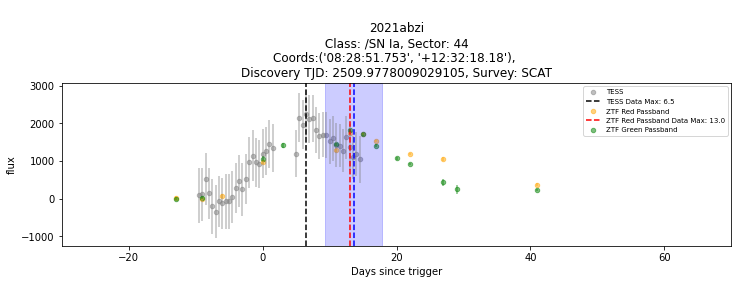 2021abzi
Class: /SN Ia, Sector: 44
Coords:('08:28:51.753', '+12:32:18.18'),
Discovery TJD: 2509.9778009029105, Survey: SCAT
3000
2000
1000
0
−1000
flux
TESS
TESS Data Max: 6.5
ZTF Red Passband
ZTF Red Passband Data Max: 13.0
ZTF Green Passband
−20
0
20
40
60
Days since trigger